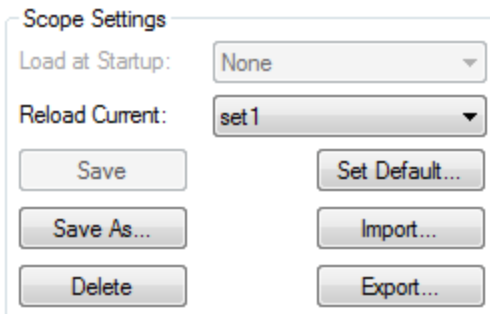 Scope Settings
Load at Startup: None
Reload Current: set1
Save Set Default...
Save As... Import...
Delete Export...